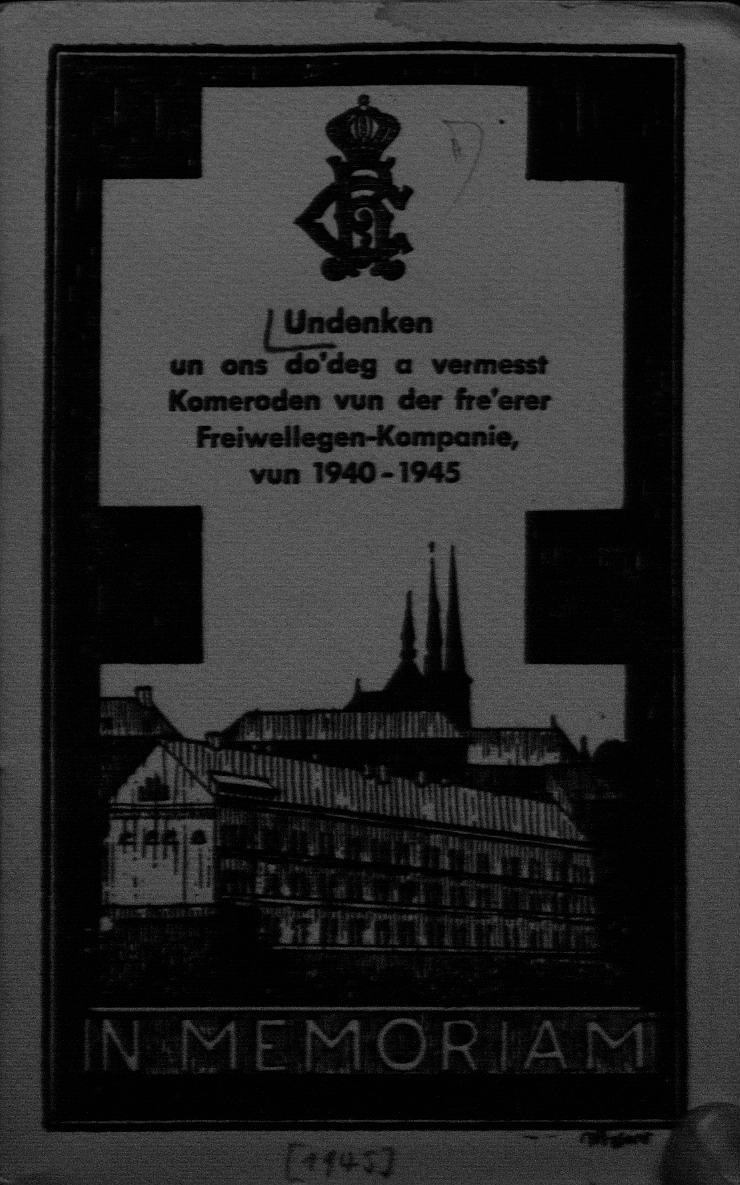 Undenken
un ons do'deg a vermesst
Komeroden vun der fre'erer
Freiwellegen-Kompanie,
vun 1940-1945
IN MEMORIAM
[1945]